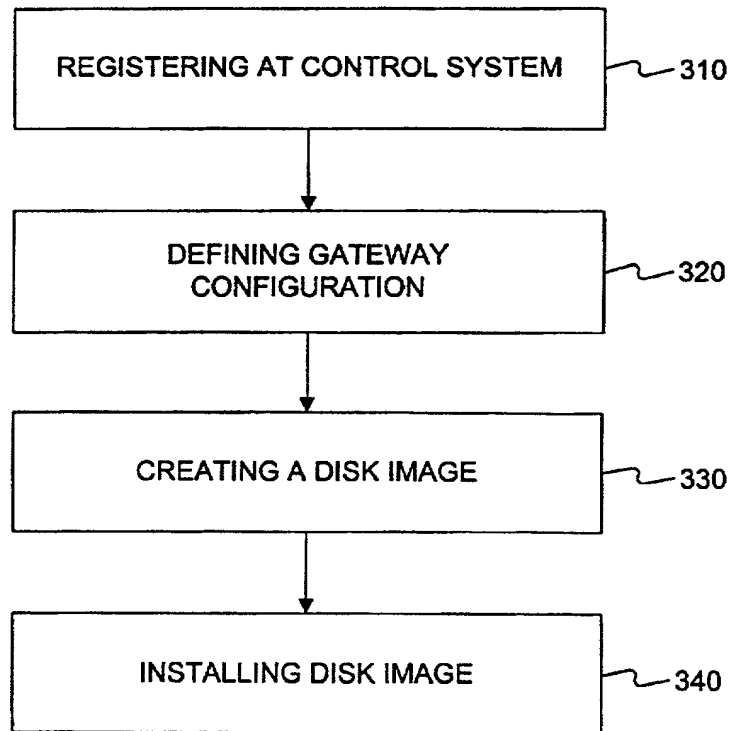 REGISTERING AT CONTROL SYSTEM
310
DEFINING GATEWAY
CONFIGURATION
320
CREATING A DISK IMAGE
330
INSTALLING DISK IMAGE
340